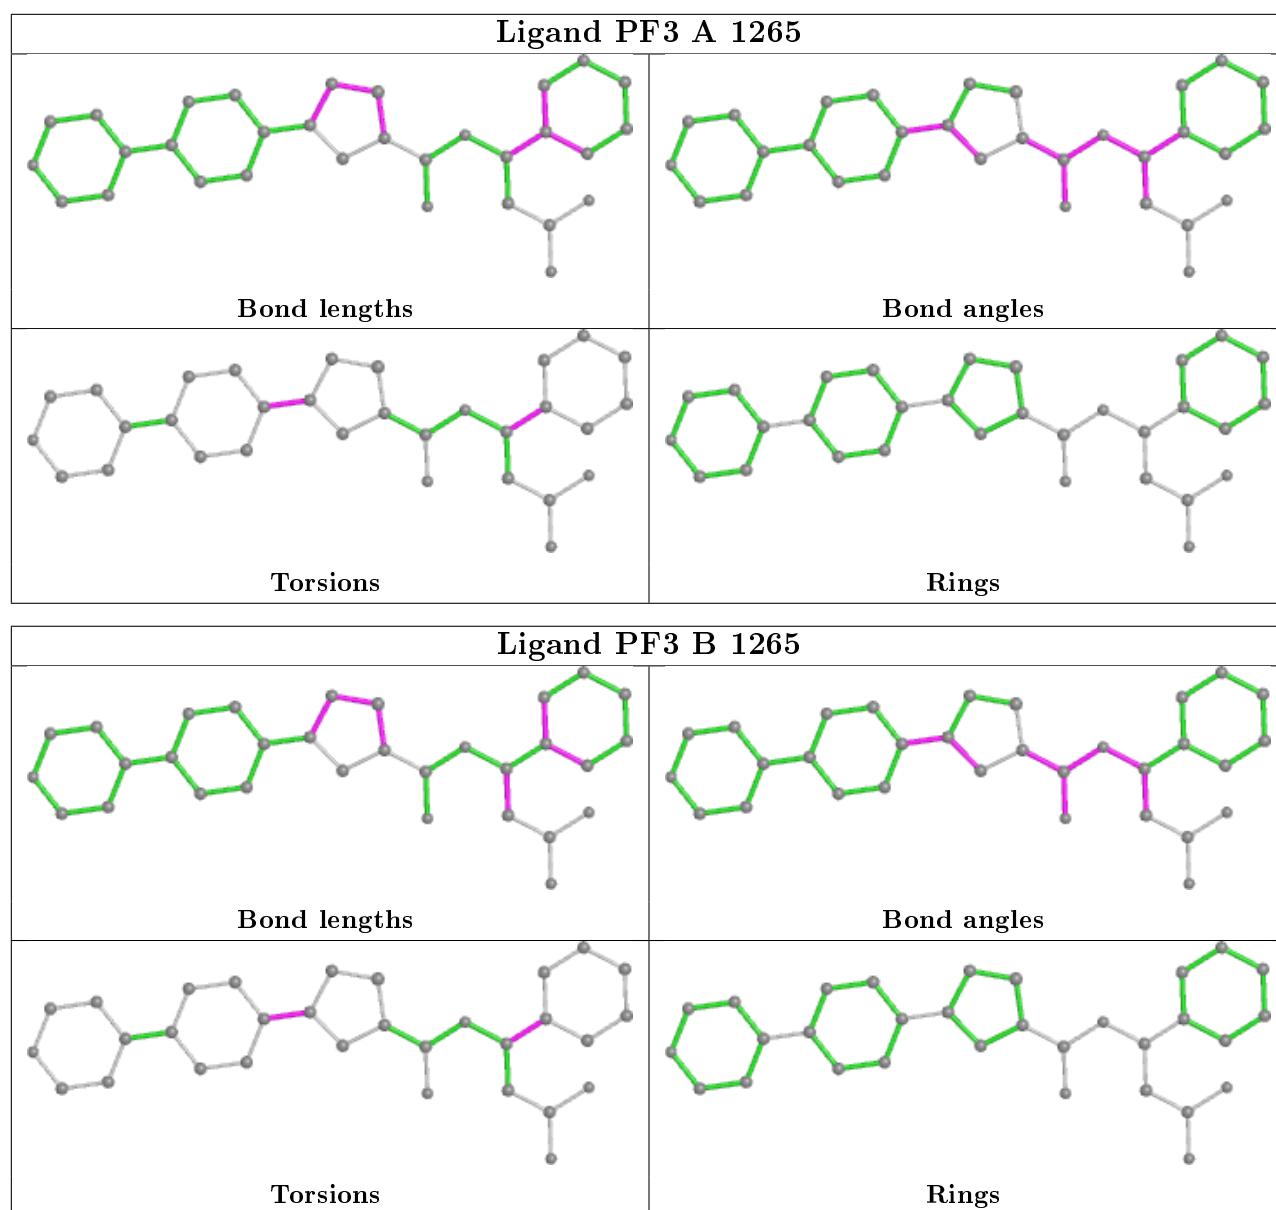 Ligand PF3 A 1265
Bond lengths
Bond angles
Torsions
Rings
Ligand PF3 B 1265
Bond lengths
Bond angles
Torsions
Rings